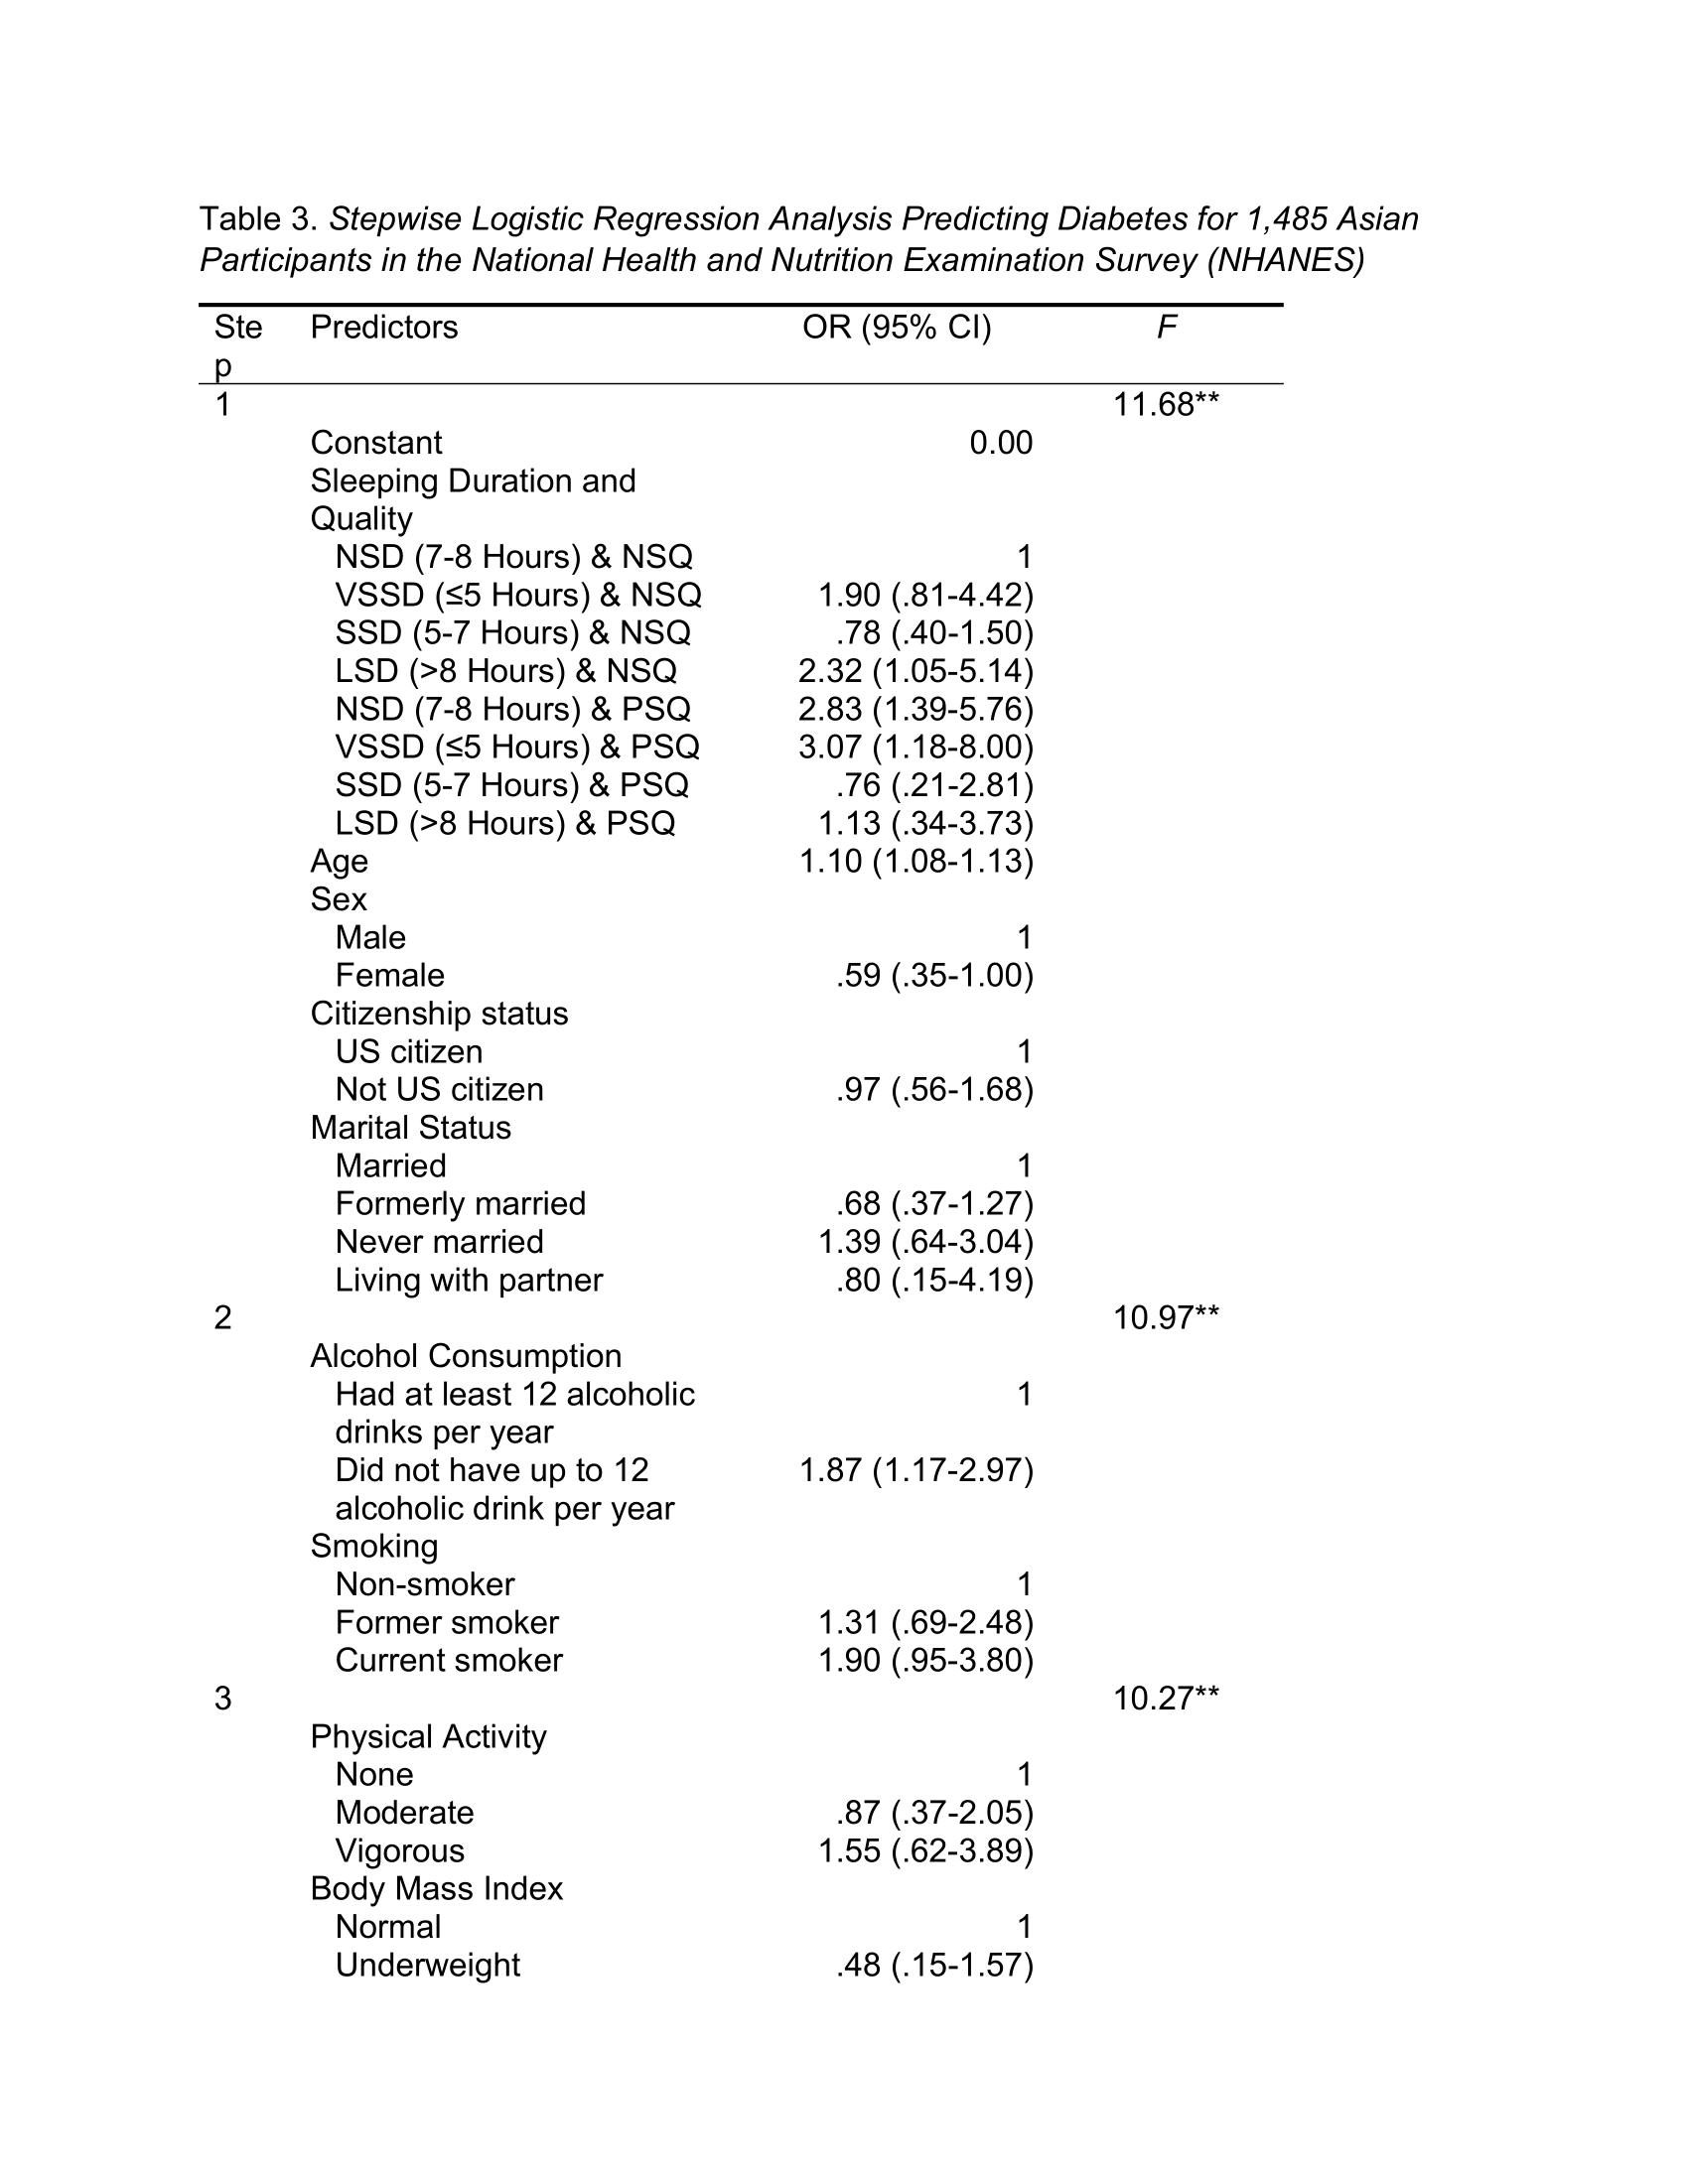 Table 3. Stepwise Logistic Regression Analysis Predicting Diabetes for 1,485 Asian
Participants in the National Health and Nutrition Examination Survey (NHANES)
Ste Predictors OR (95% CI) F
p
1 11.68**
Constant 0.00
Sleeping Duration and
Quality
NSD (7-8 Hours) & NSQ 1
VSSD (≤5 Hours) & NSQ 1.90 (.81-4.42)
SSD (5-7 Hours) & NSQ .78 (.40-1.50)
LSD (>8 Hours) & NSQ 2.32 (1.05-5.14)
NSD (7-8 Hours) & PSQ 2.83 (1.39-5.76)
VSSD (≤5 Hours) & PSQ 3.07 (1.18-8.00)
SSD (5-7 Hours) & PSQ .76 (.21-2.81)
LSD (>8 Hours) & PSQ 1.13 (.34-3.73)
Age 1.10 (1.08-1.13)
Sex
Male 1
Female .59 (.35-1.00)
Citizenship status
US citizen 1
Not US citizen .97 (.56-1.68)
Marital Status
Married 1
Formerly married .68 (.37-1.27)
Never married 1.39 (.64-3.04)
Living with partner .80 (.15-4.19)
2 10.97**
Alcohol Consumption
Had at least 12 alcoholic 1
drinks per year
Did not have up to 12 1.87 (1.17-2.97)
alcoholic drink per year
Smoking
Non-smoker 1
Former smoker 1.31 (.69-2.48)
Current smoker 1.90 (.95-3.80)
3 10.27**
Physical Activity
None 1
Moderate .87 (.37-2.05)
Vigorous 1.55 (.62-3.89)
Body Mass Index
Normal 1
Underweight .48 (.15-1.57)